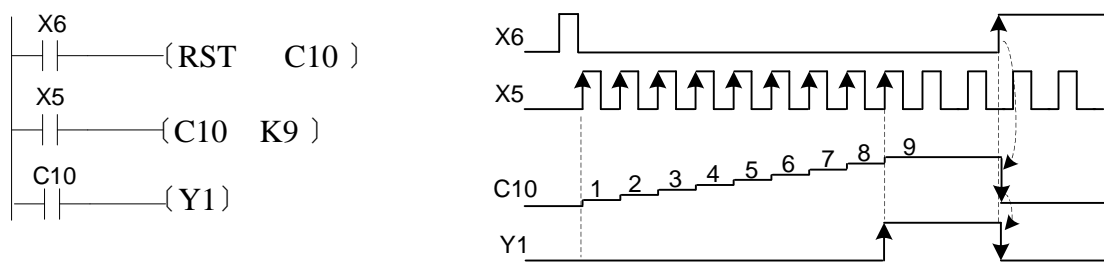 X6
〔RST C10〕
X5
〔C10 K9〕
C10
〔Y1〕
X6
X5
C10 1 2 3 4 5 6 7 8 9
Y1